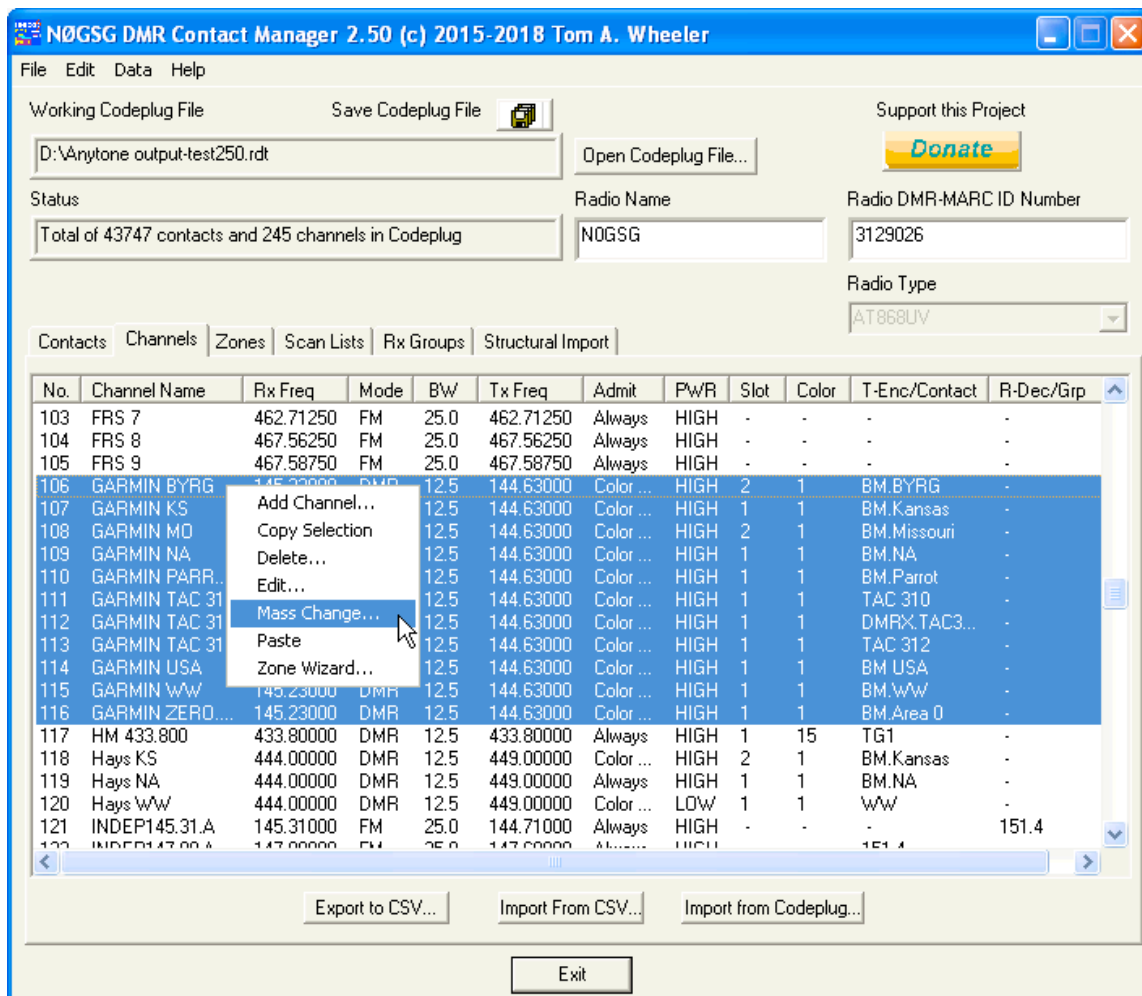 NØGSG DMR Contact Manager 2.50 (c) 2015-2018 Tom A. Wheeler
File Edit Data Help
Working Codeplug File Save Codeplug File Support this Project
D:\Anytone output-test250.rdt Open Codeplug File... Donate
Status Radio Name Radio DMR-MARC ID Number
Total of 43747 contacts and 245 channels in Codeplug N0GSG 3129026
Radio Type
AT868UV
Contacts Channels Zones Scan Lists Rx Groups Structural Import
No. Channel Name Rx Freq Mode BW Tx Freq Admit PWR Slot Color T-Enc/Contact R-Dec/Grp
103 FRS 7 462.71250 FM 25.0 462.71250 Always HIGH - - - -
104 FRS 8 467.56250 FM 25.0 467.56250 Always HIGH - - - -
105 FRS 9 467.58750 FM 25.0 467.58750 Always HIGH - - - -
106 GARMIN BYRG 12.5 144.63000 Color ... HIGH 2 1 BM.BYRG -
107 GARMIN KS 12.5 144.63000 Color ... HIGH 1 1 BM.Kansas -
108 GARMIN MO 12.5 144.63000 Color ... HIGH 2 1 BM.Missouri -
109 GARMIN NA 12.5 144.63000 Color ... HIGH 1 1 BM.NA -
110 GARMIN PARR... 12.5 144.63000 Color ... HIGH 1 1 BM.Parrot -
111 GARMIN TAC 31 12.5 144.63000 Color ... HIGH 1 1 TAC 310 -
112 GARMIN TAC 31 12.5 144.63000 Color ... HIGH 1 1 DMRX.TAC3... -
113 GARMIN TAC 31 12.5 144.63000 Color ... HIGH 1 1 TAC 312 -
114 GARMIN USA 12.5 144.63000 Color ... HIGH 1 1 BM USA -
115 GARMIN WW 145.23000 DMR 12.5 144.63000 Color ... HIGH 1 1 BM.WW -
116 GARMIN ZERO.... 145.23000 DMR 12.5 144.63000 Color ... HIGH 1 1 BM.Area 0 -
117 HM 433.800 433.80000 DMR 12.5 433.80000 Always HIGH 1 15 TG1 -
118 Hays KS 444.00000 DMR 12.5 449.00000 Color ... HIGH 2 1 BM.Kansas -
119 Hays NA 444.00000 DMR 12.5 449.00000 Always HIGH 1 1 BM.NA -
120 Hays WW 444.00000 DMR 12.5 449.00000 Color ... LOW 1 1 WW -
121 INDEP145.31.A 145.31000 FM 25.0 144.71000 Always HIGH - - - 151.4
Add Channel...
Copy Selection
Delete...
Edit...
Mass Change...
Paste
Zone Wizard...
Export to CSV... Import From CSV... Import from Codeplug...
Exit